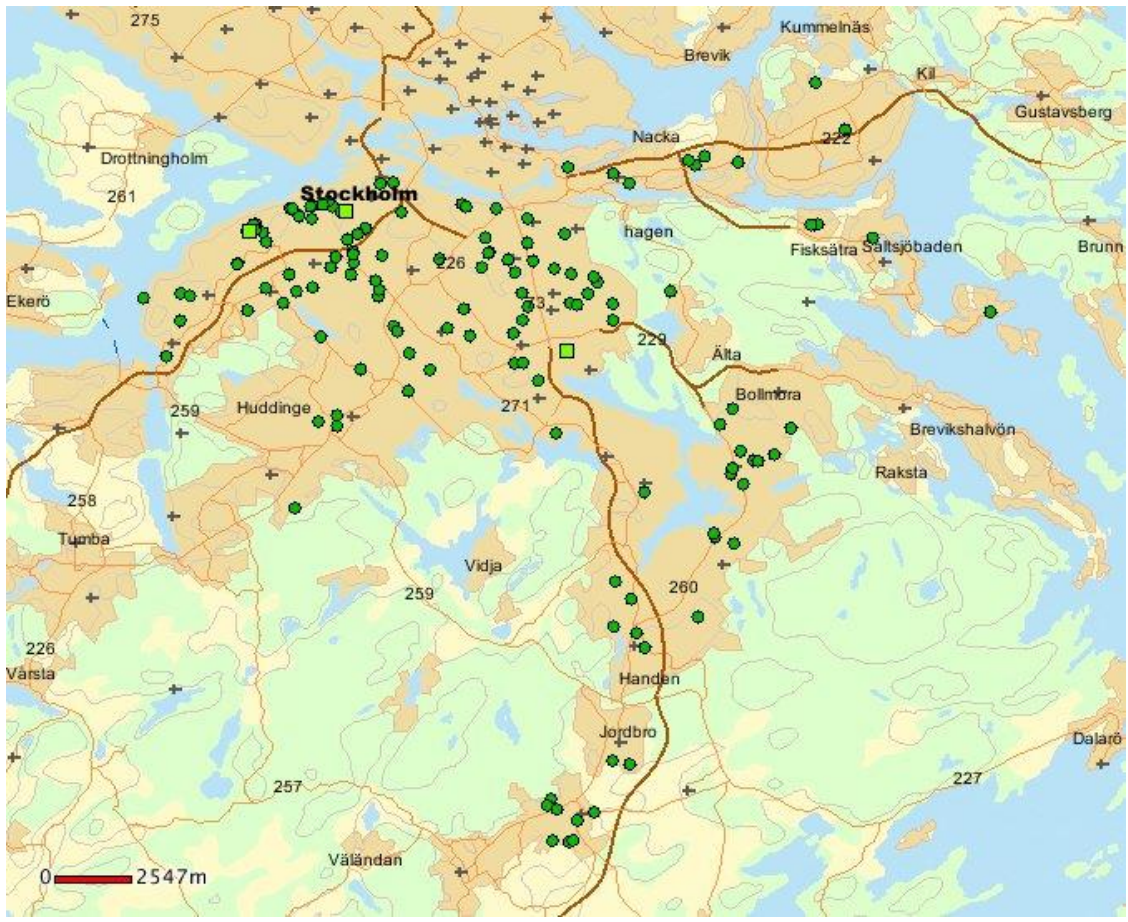 275
Kummelnäs
Brevik
Kil
Gustavsberg
Nacka
222
Drottningholm
261
Stockholm
hagen
Fisksätra
Saltsjöbaden
Brunn
226
Ekerö
73
229
Älta
Bollmora
259
Huddinge
271
Brevikshalvön
Raksta
258
Tumba
Vidja
259
260
226
Vårsta
Handen
Jordbro
Dalarö
257
227
Väländan
0 2547m